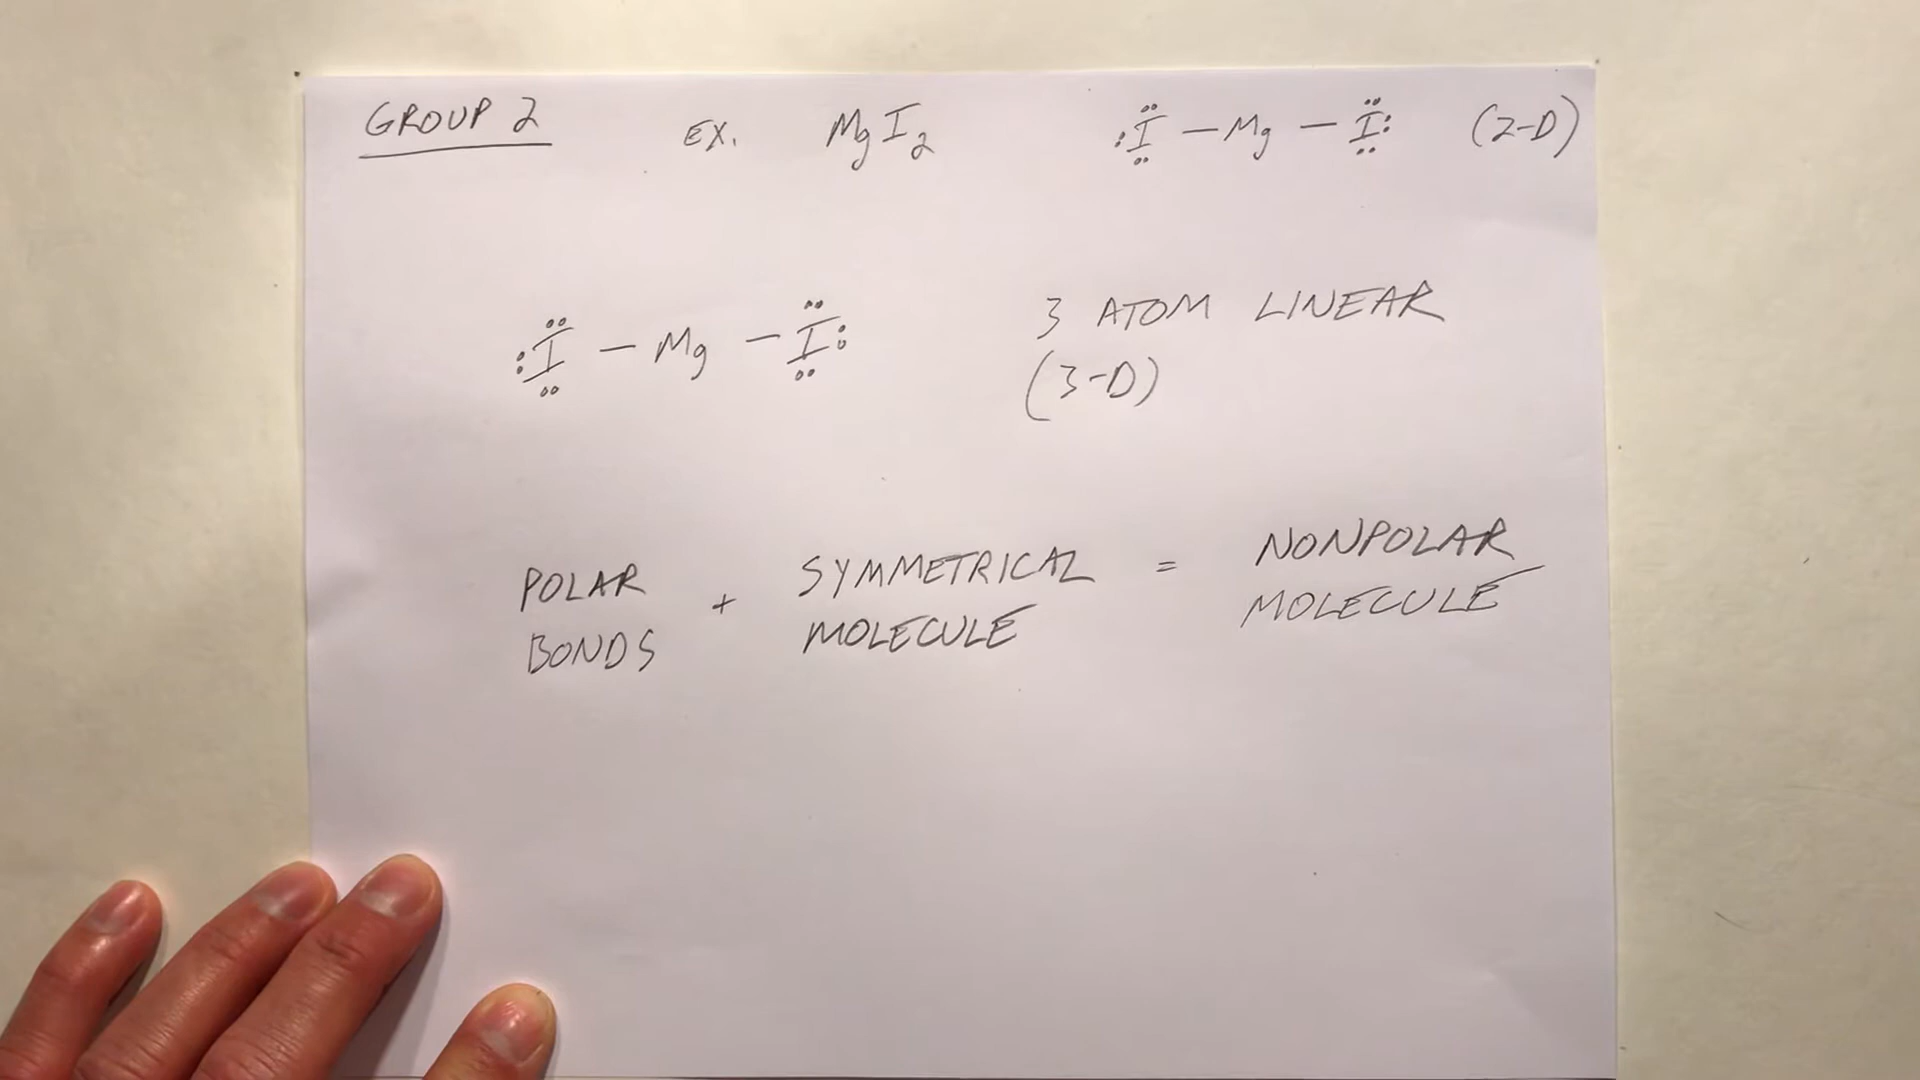 GROUP 2 EX. MgI₂ :Ï̤ — Mg — Ï̤: (2-D)
:Ï̤ — Mg — Ï̤: 3 ATOM LINEAR
(3-D)
POLAR + SYMMETRICAL = NONPOLAR
BONDS MOLECULE MOLECULE